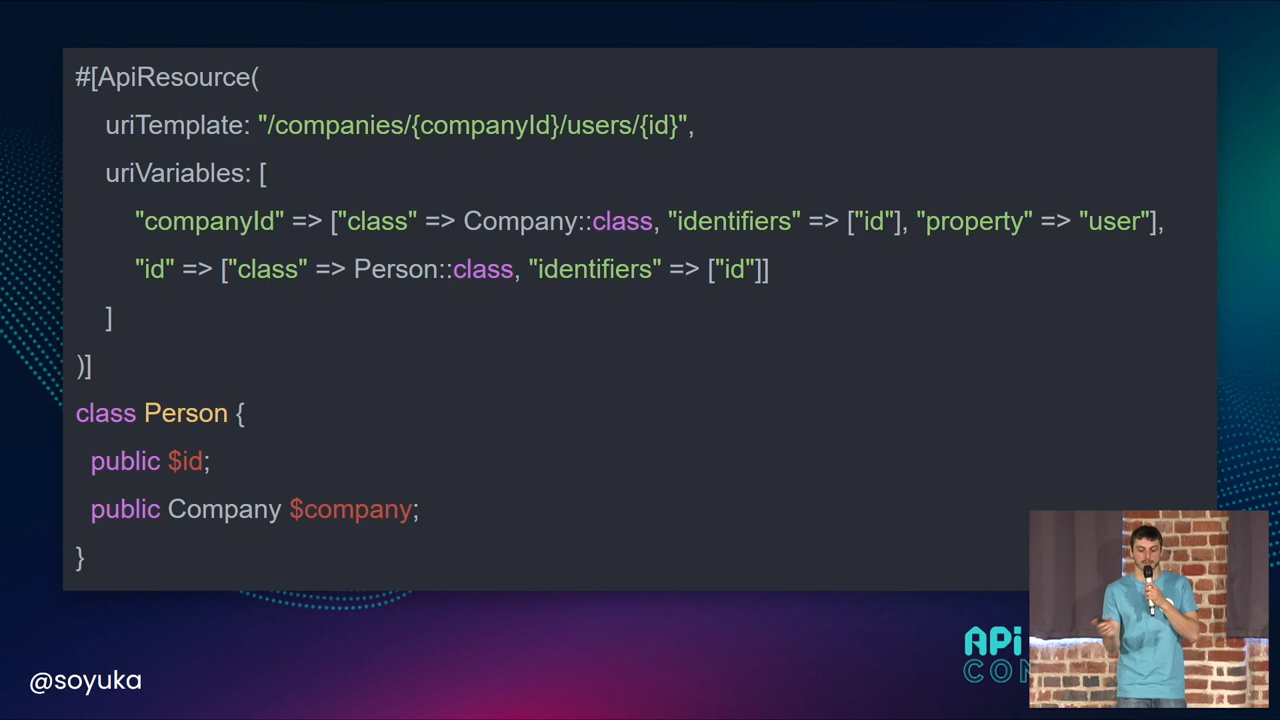 #[ApiResource(
uriTemplate: "/companies/{companyId}/users/{id}",
uriVariables: [
"companyId" => ["class" => Company::class, "identifiers" => ["id"], "property" => "user"],
"id" => ["class" => Person::class, "identifiers" => ["id"]]
]
)]
class Person {
public $id;
public Company $company;
}
API
CON
@soyuka